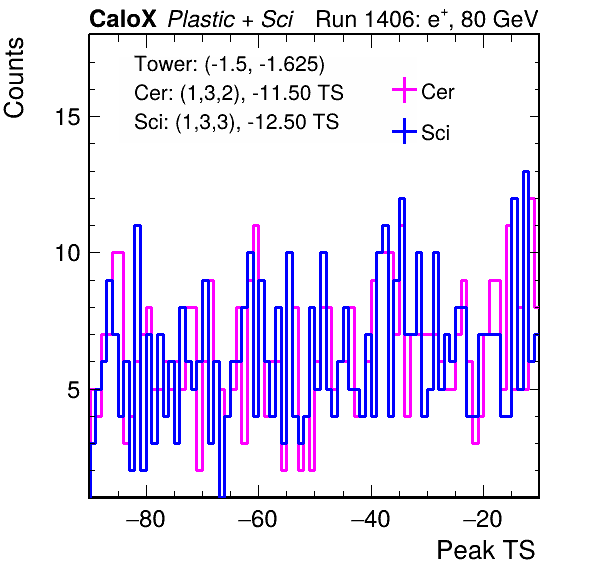 CaloX Plastic + Sci Run 1406: e+, 80 GeV
Counts
Tower: (-1.5, -1.625)
Cer: (1,3,2), -11.50 TS
Sci: (1,3,3), -12.50 TS
Cer
Sci
15
10
5
−80 −60 −40 −20
Peak TS